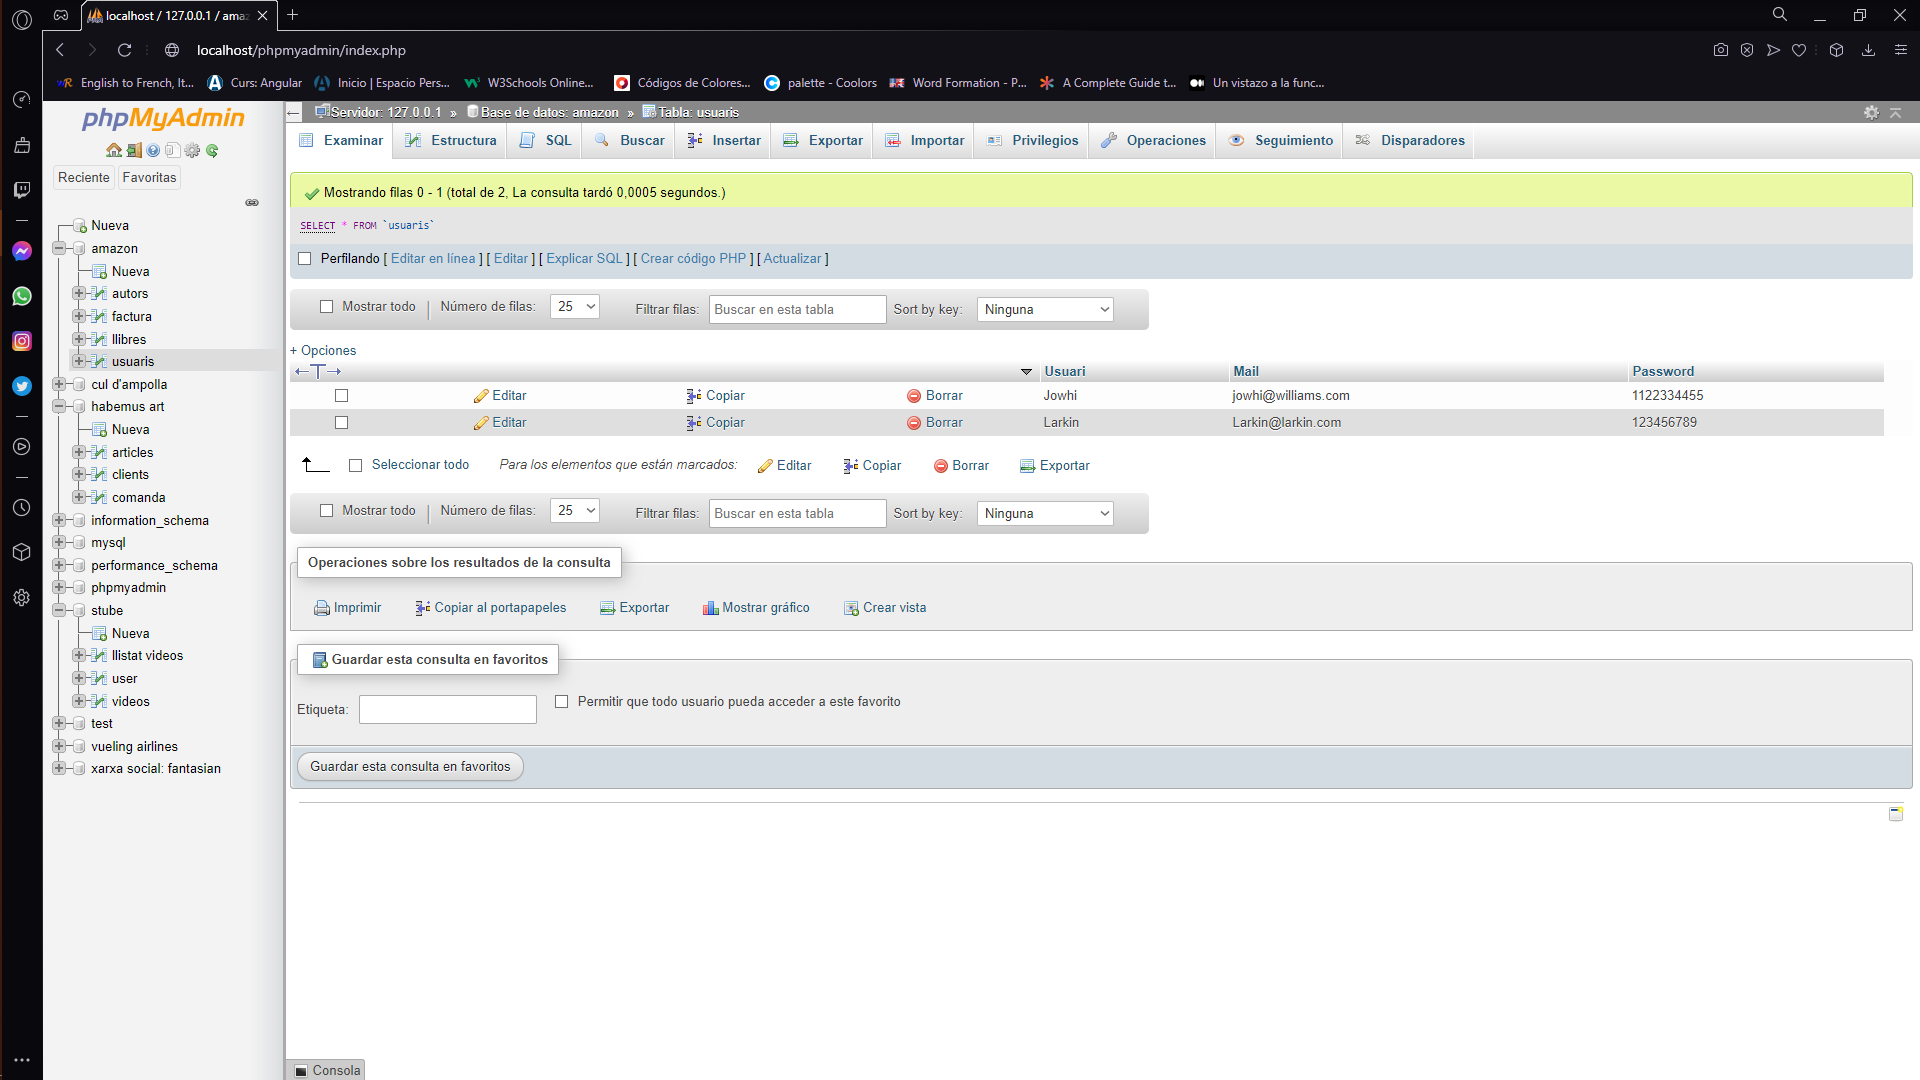 localhost / 127.0.0.1 / amaz
localhost/phpmyadmin/index.php
English to French, It...
Curs: Angular
Inicio | Espacio Pers...
W3Schools Online...
Códigos de Colores...
palette - Coolors
Word Formation - P...
A Complete Guide t...
Un vistazo a la func...
phpMyAdmin
Reciente
Favoritas
Nueva
amazon
Nueva
autors
factura
llibres
usuaris
cul d'ampolla
habemus art
Nueva
articles
clients
comanda
information_schema
mysql
performance_schema
phpmyadmin
stube
Nueva
llistat videos
user
videos
test
vueling airlines
xarxa social: fantasian
Servidor: 127.0.0.1 » Base de datos: amazon » Tabla: usuaris
Examinar
Estructura
SQL
Buscar
Insertar
Exportar
Importar
Privilegios
Operaciones
Seguimiento
Disparadores
Mostrando filas 0 - 1 (total de 2, La consulta tardó 0,0005 segundos.)
SELECT * FROM `usuaris`
Perfilando [ Editar en línea ] [ Editar ] [ Explicar SQL ] [ Crear código PHP ] [ Actualizar ]
Mostrar todo | Número de filas: 25 Filtrar filas: Buscar en esta tabla Sort by key: Ninguna
+ Opciones
←T→ Usuari Mail Password
Editar Copiar Borrar Jowhi jowhi@williams.com 1122334455
Editar Copiar Borrar Larkin Larkin@larkin.com 123456789
Seleccionar todo Para los elementos que están marcados: Editar Copiar Borrar Exportar
Mostrar todo | Número de filas: 25 Filtrar filas: Buscar en esta tabla Sort by key: Ninguna
Operaciones sobre los resultados de la consulta
Imprimir Copiar al portapapeles Exportar Mostrar gráfico Crear vista
Guardar esta consulta en favoritos
Etiqueta: Permitir que todo usuario pueda acceder a este favorito
Guardar esta consulta en favoritos
Consola